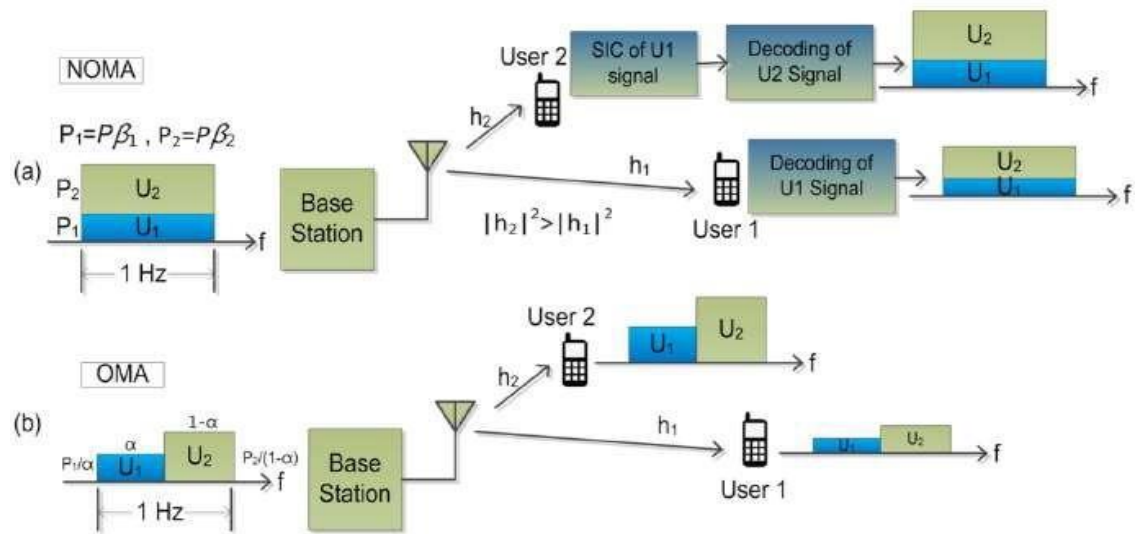 NOMA
P₁=Pβ₁ , P₂=Pβ₂
(a)
P₂
U₂
P₁
U₁
f
1 Hz
Base
Station
h₂
User 2
SIC of U1
signal
Decoding of
U2 Signal
U₂
U₁
f
h₁
|h₂|²>|h₁|²
User 1
Decoding of
U1 Signal
U₂
U₁
f
OMA
(b)
P₁/α
α
U₁
1-α
U₂
P₂/(1-α)
f
1 Hz
Base
Station
h₂
User 2
U₁
U₂
f
h₁
User 1
U₁
U₂
f